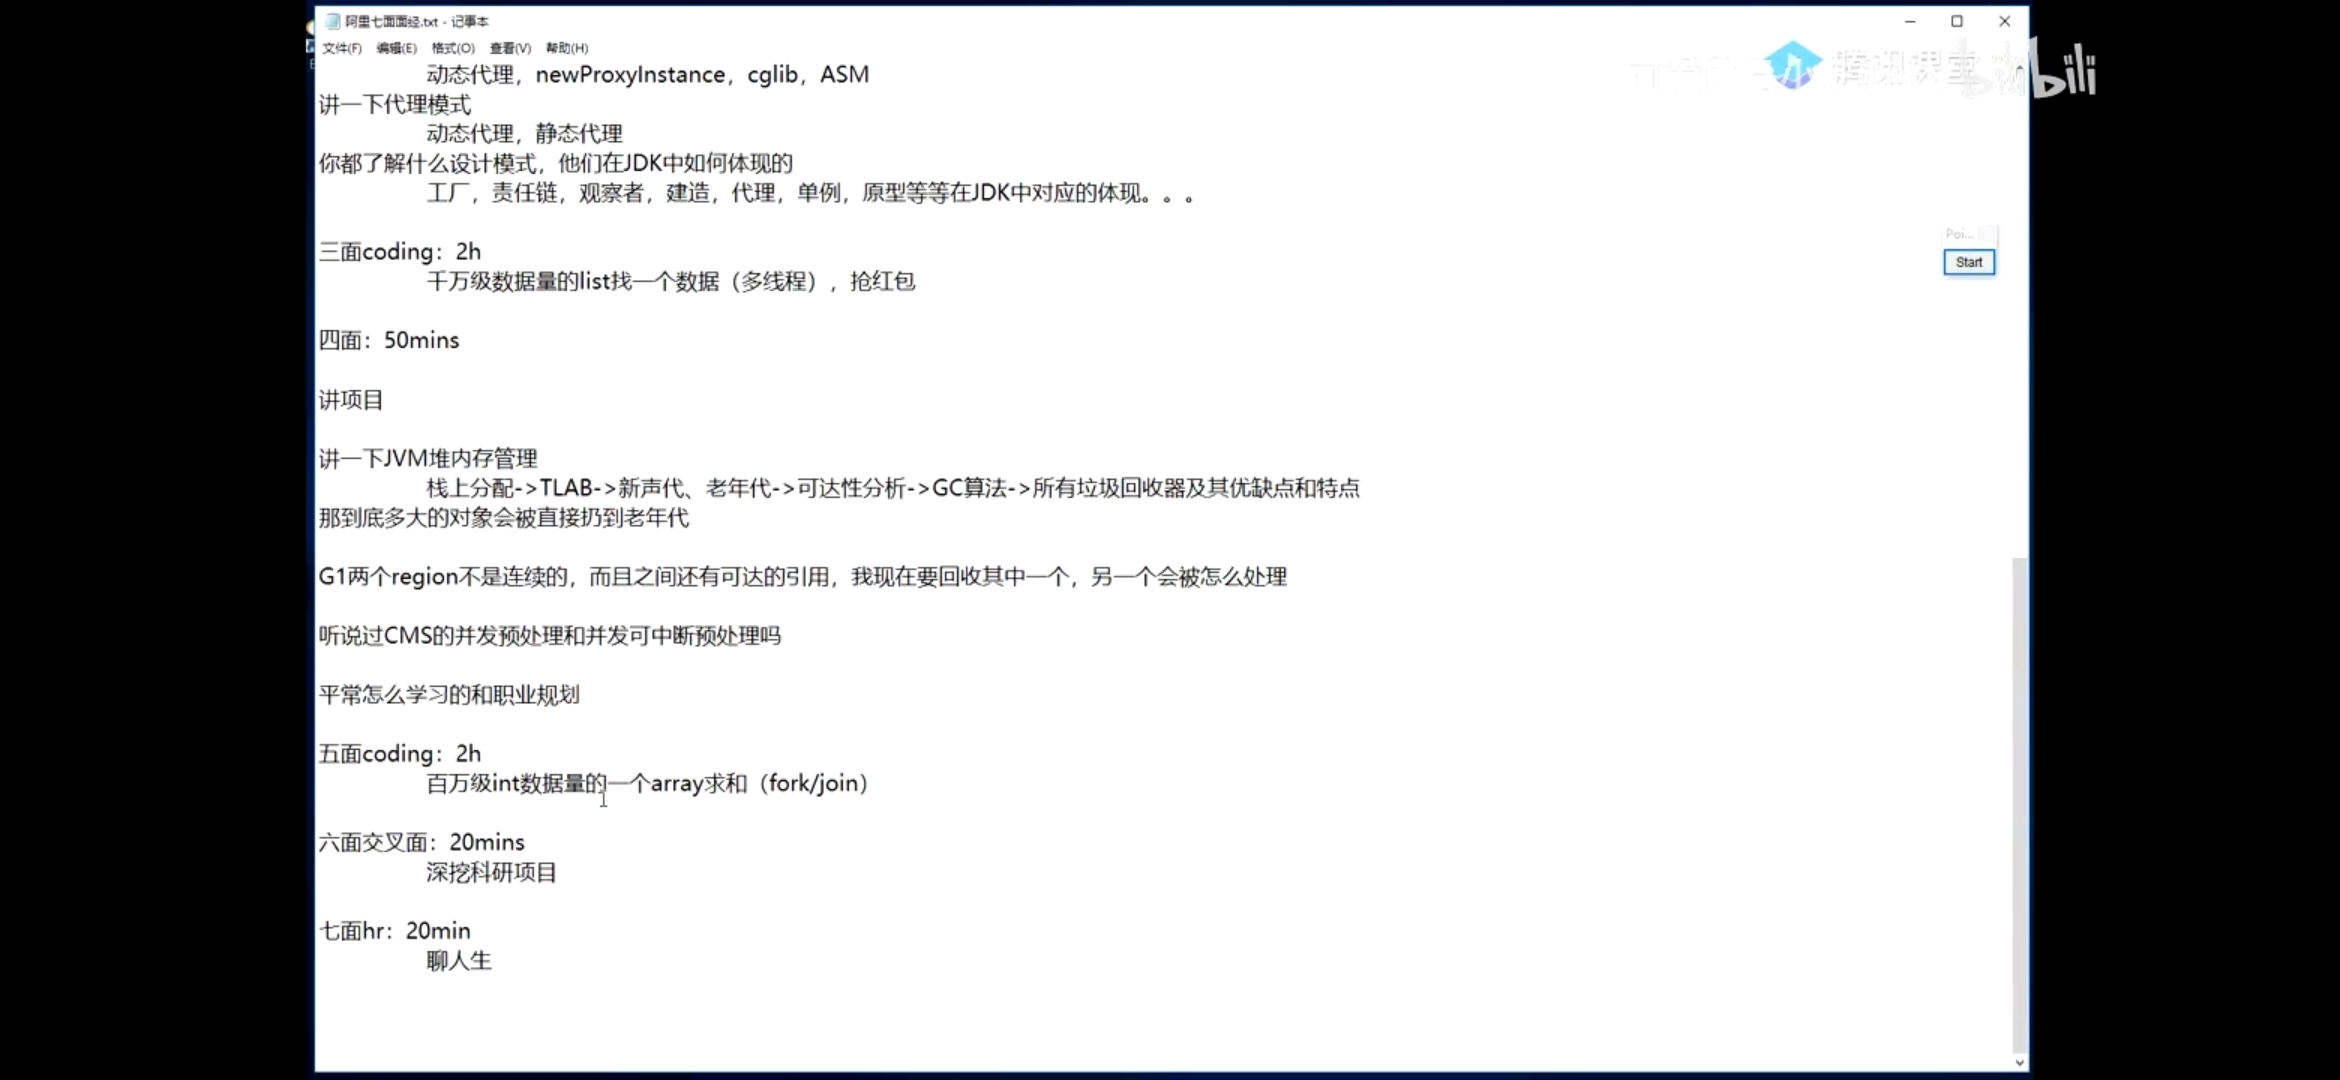 阿里七面面经.txt - 记事本
文件(F) 编辑(E) 格式(O) 查看(V) 帮助(H)
动态代理，newProxyInstance，cglib，ASM
讲一下代理模式
动态代理，静态代理
你都了解什么设计模式，他们在JDK中如何体现的
工厂，责任链，观察者，建造，代理，单例，原型等等在JDK中对应的体现。。。
三面coding：2h
千万级数据量的list找一个数据（多线程），抢红包
四面：50mins
讲项目
讲一下JVM堆内存管理
栈上分配->TLAB->新声代、老年代->可达性分析->GC算法->所有垃圾回收器及其优缺点和特点
那到底多大的对象会被直接扔到老年代
G1两个region不是连续的，而且之间还有可达的引用，我现在要回收其中一个，另一个会被怎么处理
听说过CMS的并发预处理和并发可中断预处理吗
平常怎么学习的和职业规划
五面coding：2h
百万级int数据量的一个array求和（fork/join）
六面交叉面：20mins
深挖科研项目
七面hr：20min
聊人生
腾讯课堂
bilibili
Poi...
Start